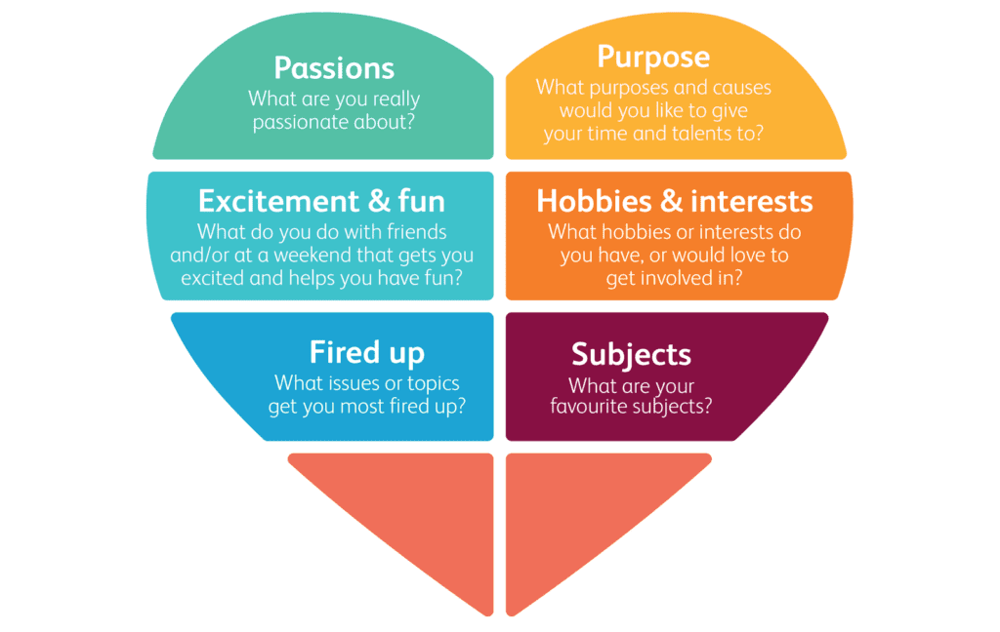 Passions
What are you really
passionate about?
Purpose
What purposes and causes
would you like to give
your time and talents to?
Excitement & fun
What do you do with friends
and/or at a weekend that gets you
excited and helps you have fun?
Hobbies & interests
What hobbies or interests do
you have, or would love to
get involved in?
Fired up
What issues or topics
get you most fired up?
Subjects
What are your
favourite subjects?